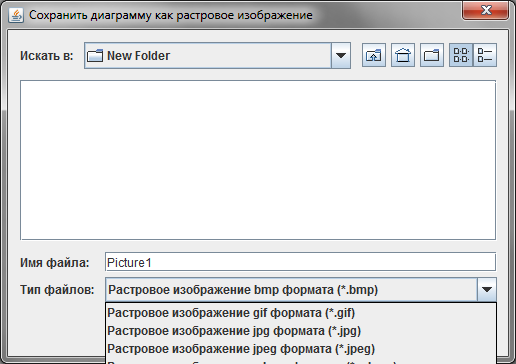 Сохранить диаграмму как растровое изображение
Искать в: New Folder
Имя файла: Picture1
Тип файлов: Растровое изображение bmp формата (*.bmp)
Растровое изображение gif формата (*.gif)
Растровое изображение jpg формата (*.jpg)
Растровое изображение jpeg формата (*.jpeg)